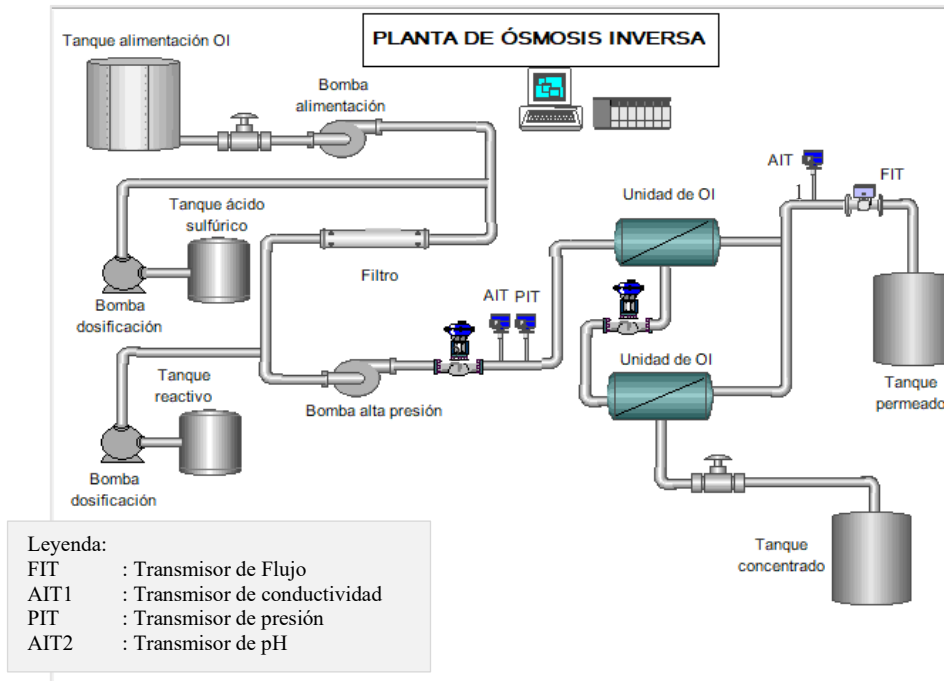 PLANTA DE ÓSMOSIS INVERSA
Tanque alimentación OI
Bomba
alimentación
AIT
FIT
1
Unidad de OI
Tanque ácido
sulfúrico
Filtro
Bomba
dosificación
AIT PIT
Unidad de OI
Tanque
reactivo
Bomba alta presión
Tanque
permeado
Bomba
dosificación
Tanque
concentrado
Leyenda:
FIT : Transmisor de Flujo
AIT1 : Transmisor de conductividad
PIT : Transmisor de presión
AIT2 : Transmisor de pH